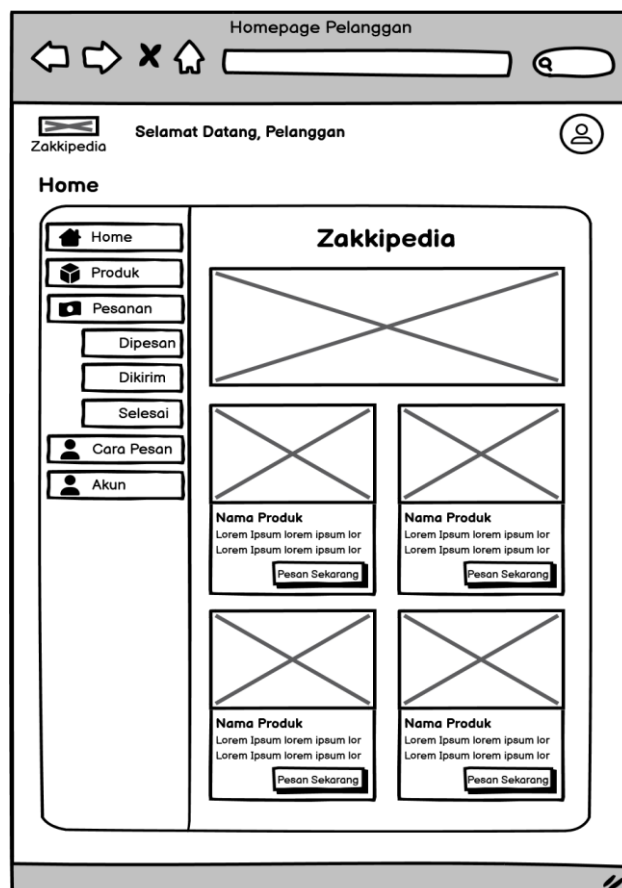 Homepage Pelanggan
Zakkipedia
Selamat Datang, Pelanggan
Home
Home
Produk
Pesanan
Dipesan
Dikirim
Selesai
Cara Pesan
Akun
Zakkipedia
Nama Produk
Lorem Ipsum lorem ipsum lor
Lorem Ipsum lorem ipsum lor
Pesan Sekarang
Nama Produk
Lorem Ipsum lorem ipsum lor
Lorem Ipsum lorem ipsum lor
Pesan Sekarang
Nama Produk
Lorem Ipsum lorem ipsum lor
Lorem Ipsum lorem ipsum lor
Pesan Sekarang
Nama Produk
Lorem Ipsum lorem ipsum lor
Lorem Ipsum lorem ipsum lor
Pesan Sekarang